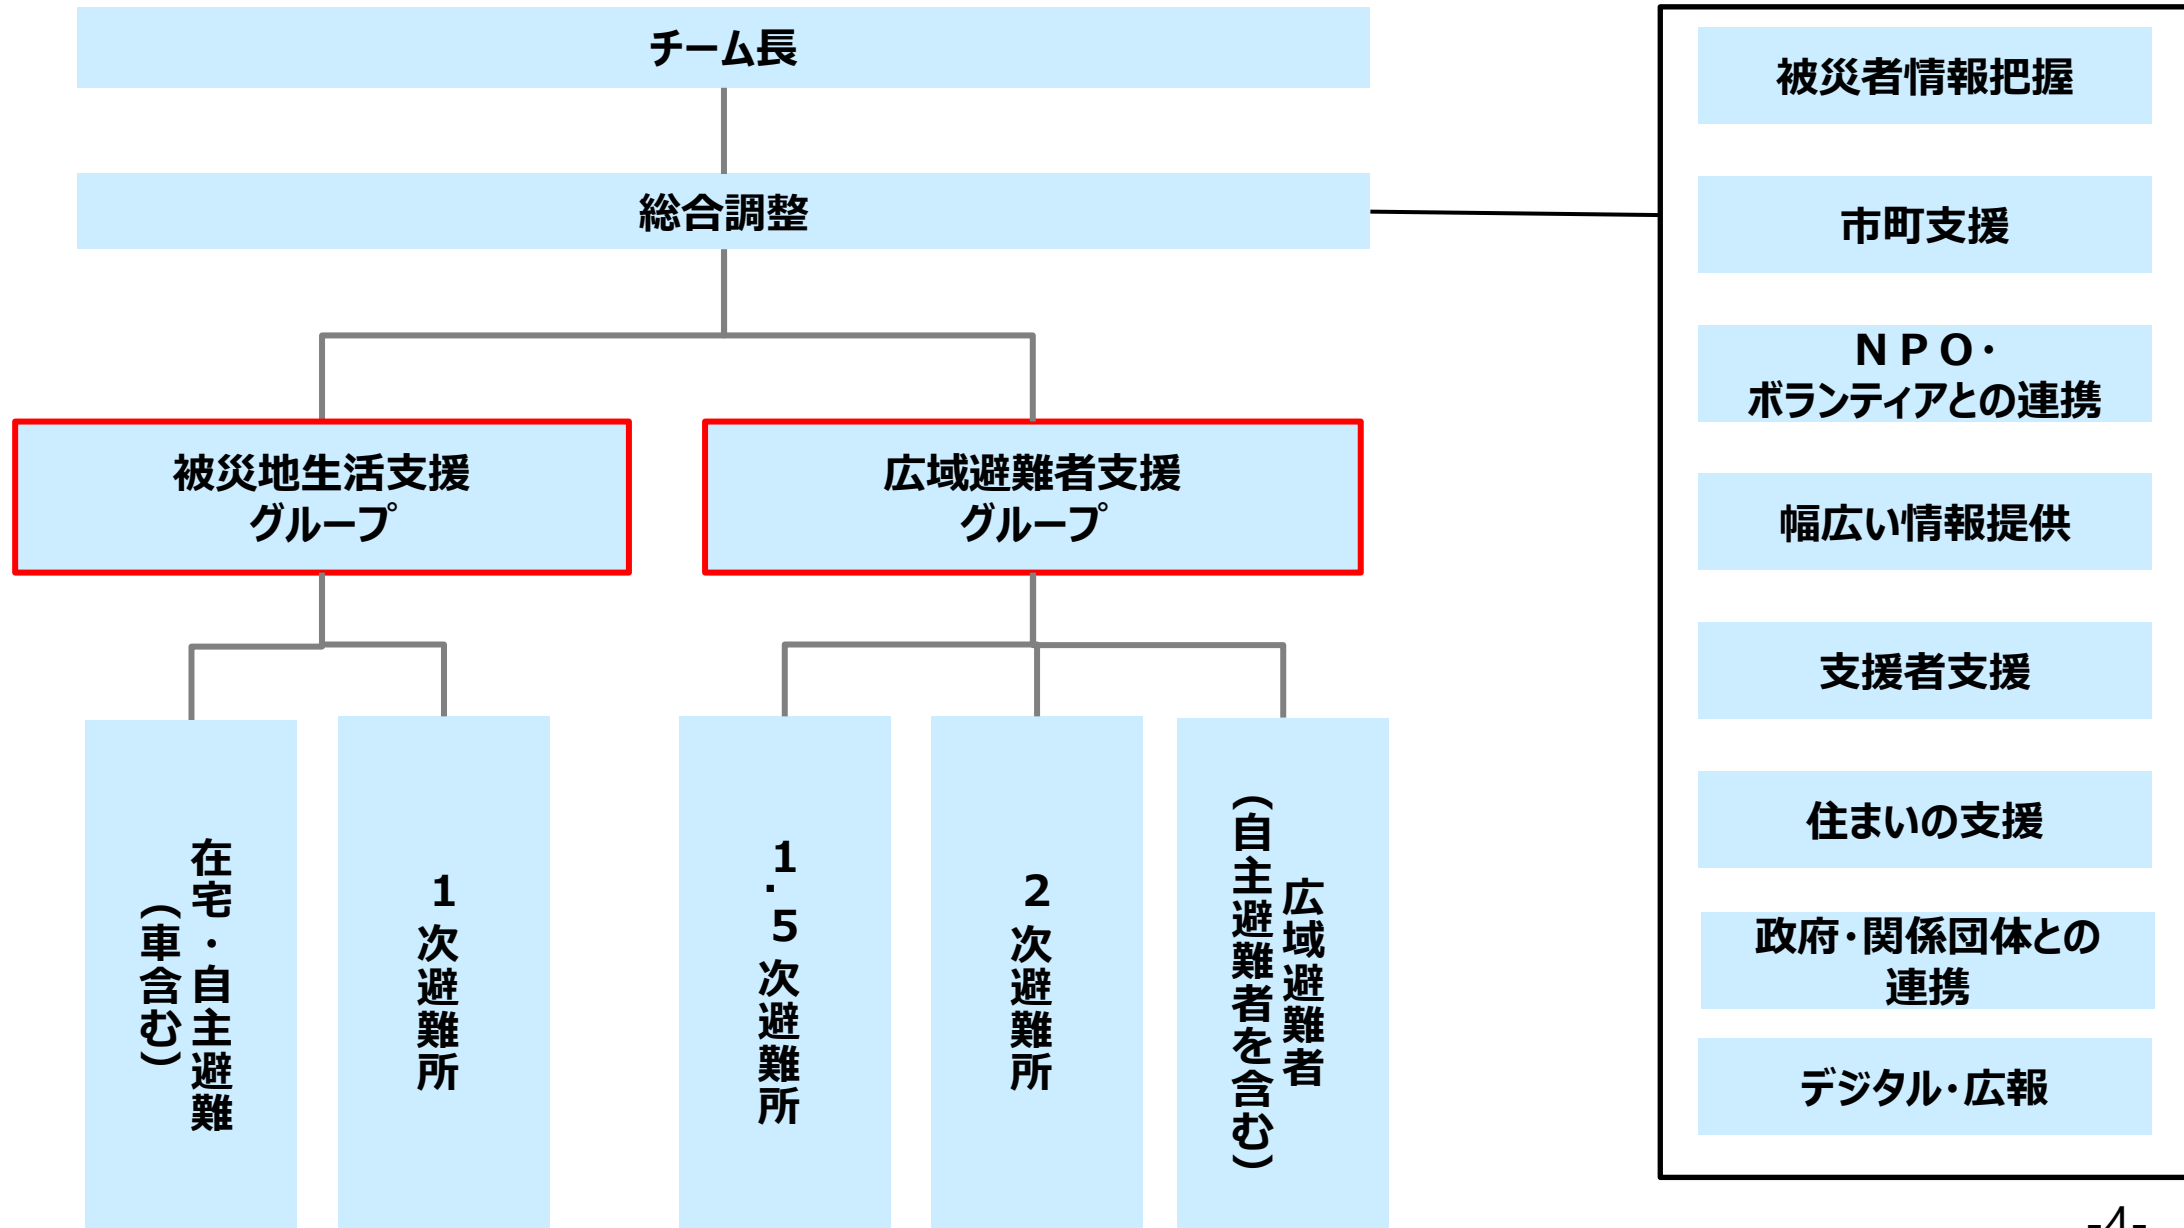 チーム長
総合調整
被災地生活支援
グループ
広域避難者支援
グループ
在宅・自主避難
（車含む）
１次避難所
１．５次避難所
２次避難所
広域避難者
（自主避難者を含む）
被災者情報把握
市町支援
ＮＰＯ・
ボランティアとの連携
幅広い情報提供
支援者支援
住まいの支援
政府・関係団体との
連携
デジタル・広報
-4-